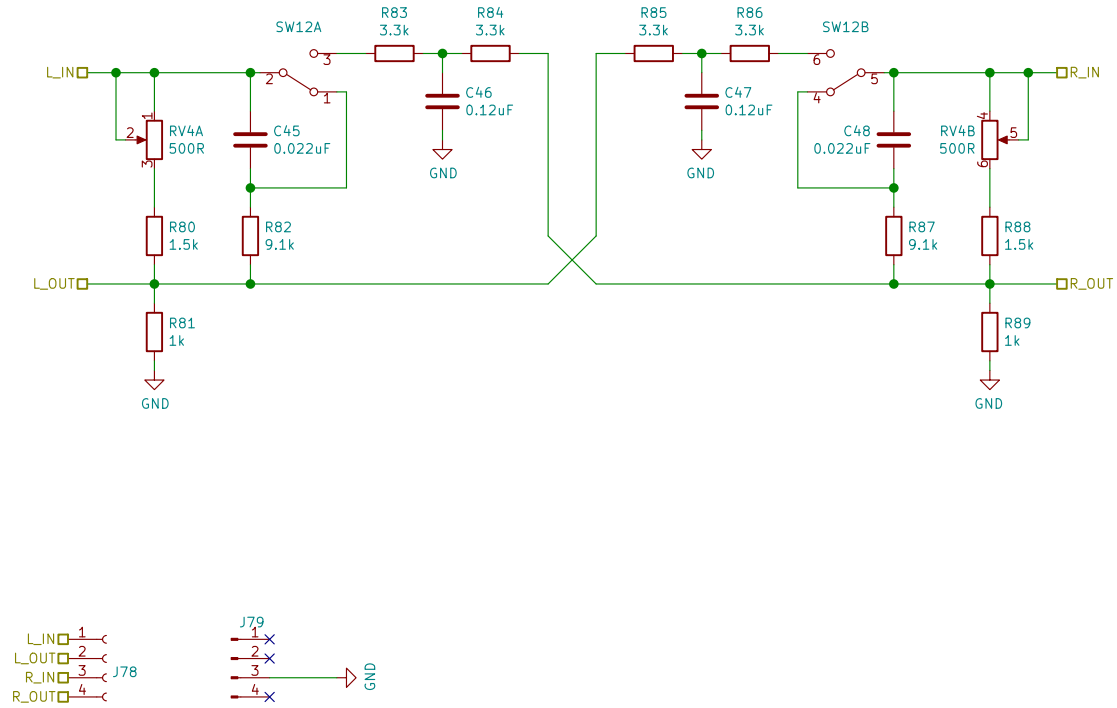 R83
3.3k
R84
3.3k
R85
3.3k
R86
3.3k
SW12A
SW12B
L_IN
2
3
1
6
5
4
R_IN
C46
0.12uF
C47
0.12uF
GND
GND
1
2
3
RV4A
500R
C45
0.022uF
C48
0.022uF
RV4B
500R
4
5
6
R80
1.5k
R82
9.1k
R87
9.1k
R88
1.5k
L_OUT
R_OUT
R81
1k
R89
1k
GND
GND
J79
L_IN 1
L_OUT 2
R_IN 3
R_OUT 4
J78
1
2
3
4
GND